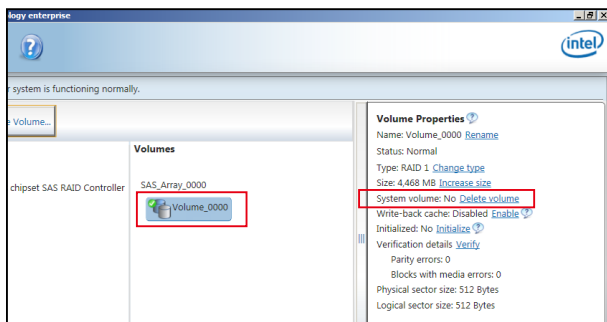 ology enterprise
intel
r system is functioning normally.
e Volume...
chipset SAS RAID Controller
Volumes
SAS_Array_0000
Volume_0000
Volume Properties
Name: Volume_0000 Rename
Status: Normal
Type: RAID 1 Change type
Size: 4,468 MB Increase size
System volume: No Delete volume
Write-back cache: Disabled Enable
Initialized: No Initialize
Verification details Verify
Parity errors: 0
Blocks with media errors: 0
Physical sector size: 512 Bytes
Logical sector size: 512 Bytes